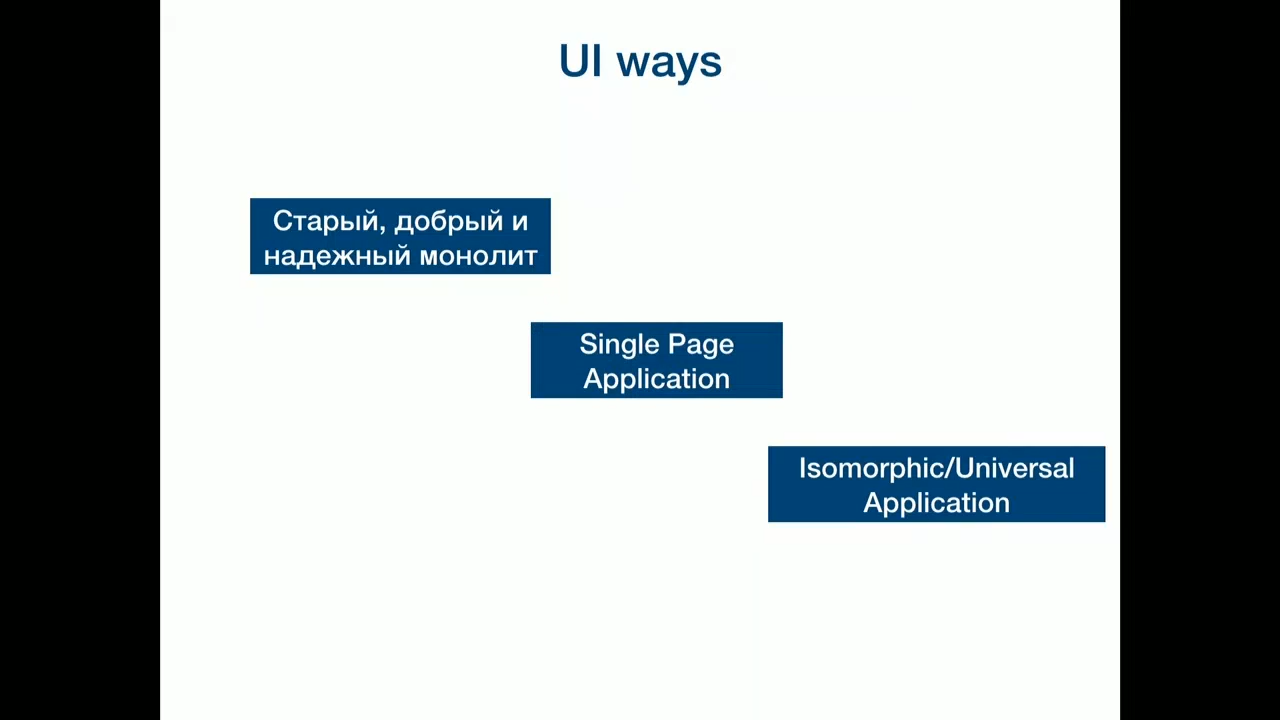 UI ways
Старый, добрый и
надежный монолит
Single Page
Application
Isomorphic/Universal
Application